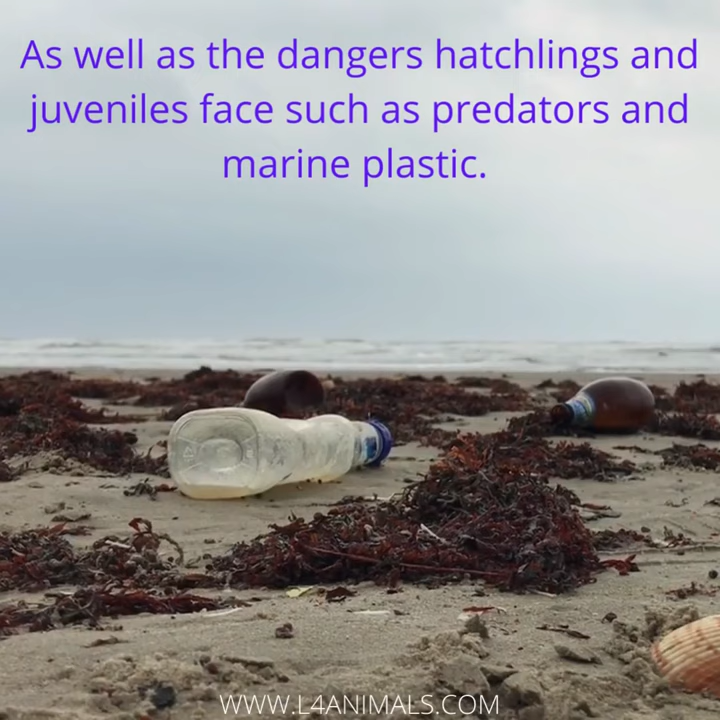 As well as the dangers hatchlings and
juveniles face such as predators and
marine plastic.
WWW.L4ANIMALS.COM